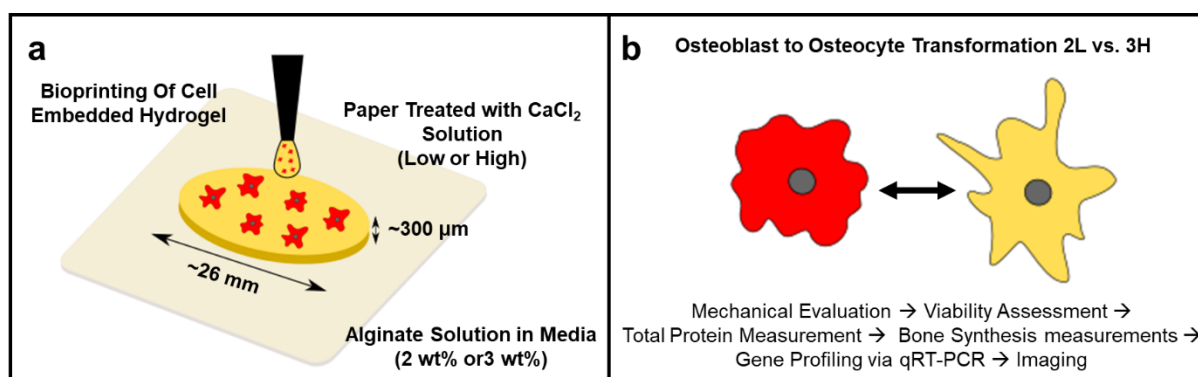 a
Bioprinting Of Cell
Embedded Hydrogel
Paper Treated with CaCl₂
Solution
(Low or High)
~300 µm
~26 mm
Alginate Solution in Media
(2 wt% or3 wt%)
b
Osteoblast to Osteocyte Transformation 2L vs. 3H
Mechanical Evaluation → Viability Assessment →
Total Protein Measurement → Bone Synthesis measurements→
Gene Profiling via qRT-PCR → Imaging